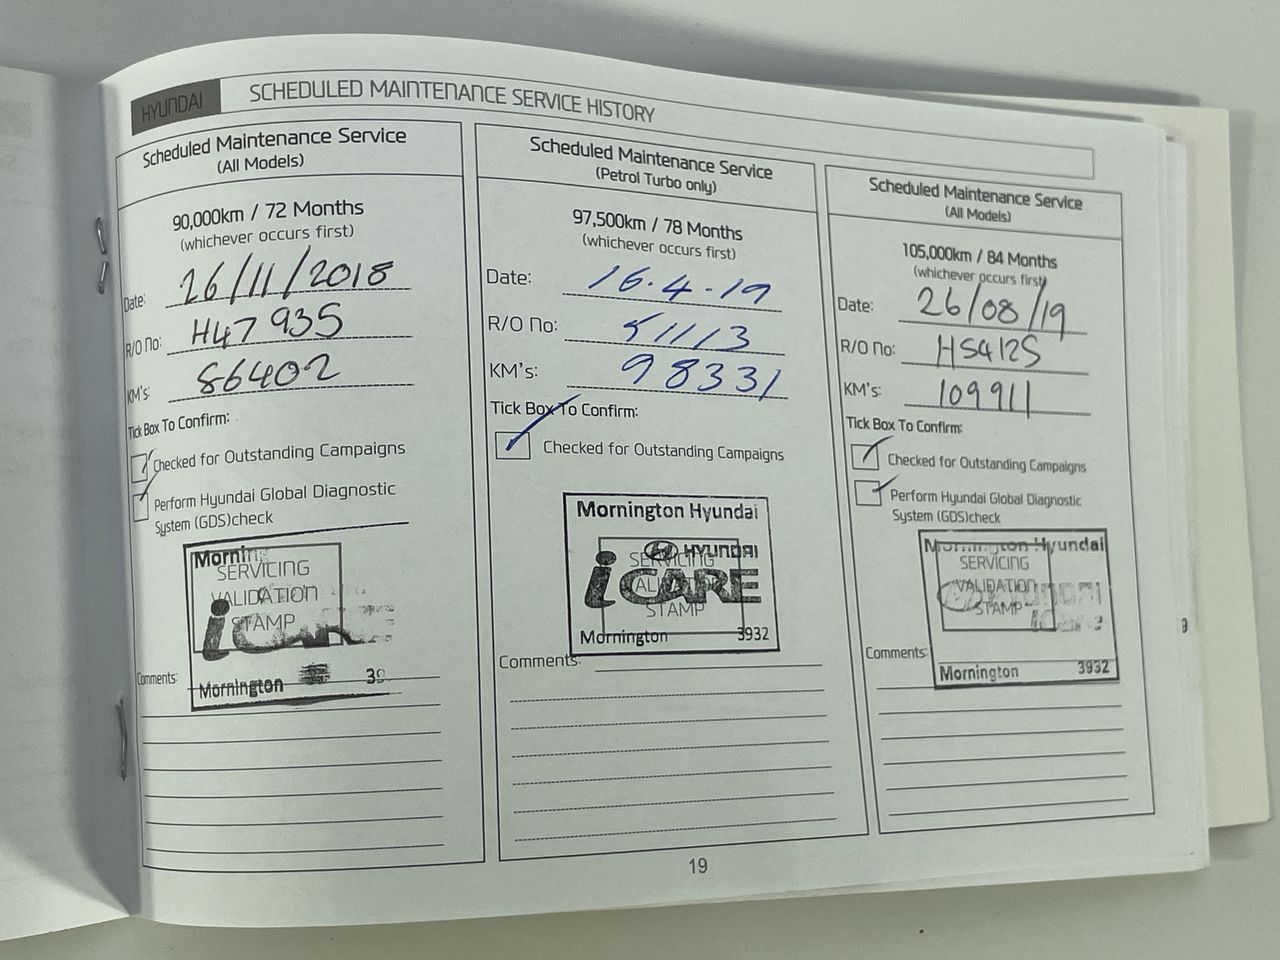 HYUNDAI
SCHEDULED MAINTENANCE SERVICE HISTORY
Scheduled Maintenance Service
(All Models)
90,000km / 72 Months
(whichever occurs first)
Date: 26/11/2018
R/O No: H47935
KM's: 86402
Tick Box To Confirm:
Checked for Outstanding Campaigns
Perform Hyundai Global Diagnostic
System (GDS)check
SERVICING
VALIDATION
STAMP
iCar
Comments:
Mornington
Scheduled Maintenance Service
(Petrol Turbo only)
97,500km / 78 Months
(whichever occurs first)
Date: 16.4.19
R/O No: 51113
KM's: 98331
Tick Box To Confirm:
Checked for Outstanding Campaigns
Mornington Hyundai
HYUNDAI
iCARE
SERVICING
STAMP
Mornington 3932
Comments:
Scheduled Maintenance Service
(All Models)
105,000km / 84 Months
(whichever occurs first)
Date: 26/08/19
R/O No: H54125
KM's: 109911
Tick Box To Confirm:
Checked for Outstanding Campaigns
Perform Hyundai Global Diagnostic
System (GDS)check
Mornington Hyundai
SERVICING
VALIDATION
STAMP
Comments:
Mornington 3932
19